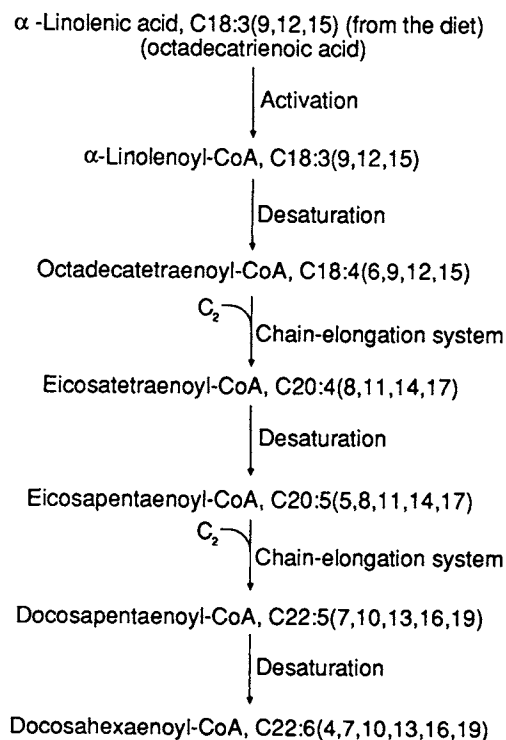 α-Linolenic acid, C18:3(9,12,15) (from the diet)
(octadecatrienoic acid)
Activation
α-Linolenoyl-CoA, C18:3(9,12,15)
Desaturation
Octadecatetraenoyl-CoA, C18:4(6,9,12,15)
C₂
Chain-elongation system
Eicosatetraenoyl-CoA, C20:4(8,11,14,17)
Desaturation
Eicosapentaenoyl-CoA, C20:5(5,8,11,14,17)
C₂
Chain-elongation system
Docosapentaenoyl-CoA, C22:5(7,10,13,16,19)
Desaturation
Docosahexaenoyl-CoA, C22:6(4,7,10,13,16,19)